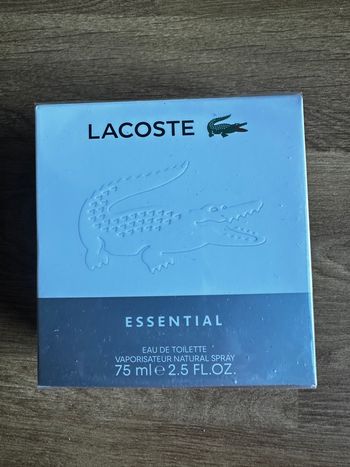 LACOSTE
ESSENTIAL
EAU DE TOILETTE
VAPORISATEUR NATURAL SPRAY
75 ml ℮ 2.5 FL.OZ.